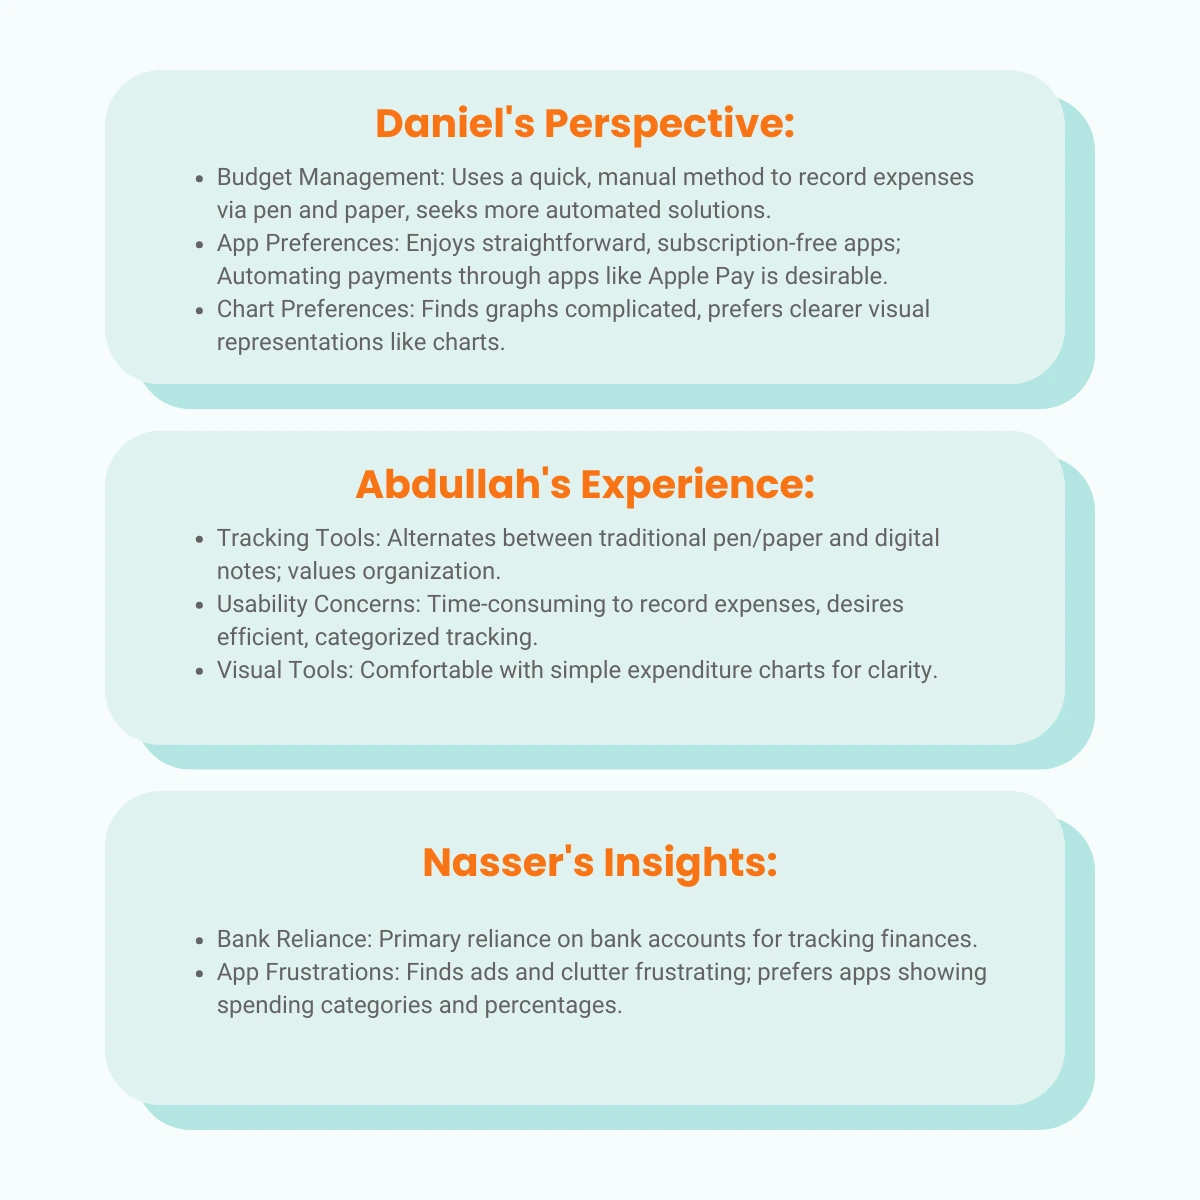 Daniel's Perspective:
• Budget Management: Uses a quick, manual method to record expenses
via pen and paper, seeks more automated solutions.
• App Preferences: Enjoys straightforward, subscription-free apps;
Automating payments through apps like Apple Pay is desirable.
• Chart Preferences: Finds graphs complicated, prefers clearer visual
representations like charts.
Abdullah's Experience:
• Tracking Tools: Alternates between traditional pen/paper and digital
notes; values organization.
• Usability Concerns: Time-consuming to record expenses, desires
efficient, categorized tracking.
• Visual Tools: Comfortable with simple expenditure charts for clarity.
Nasser's Insights:
• Bank Reliance: Primary reliance on bank accounts for tracking finances.
• App Frustrations: Finds ads and clutter frustrating; prefers apps showing
spending categories and percentages.